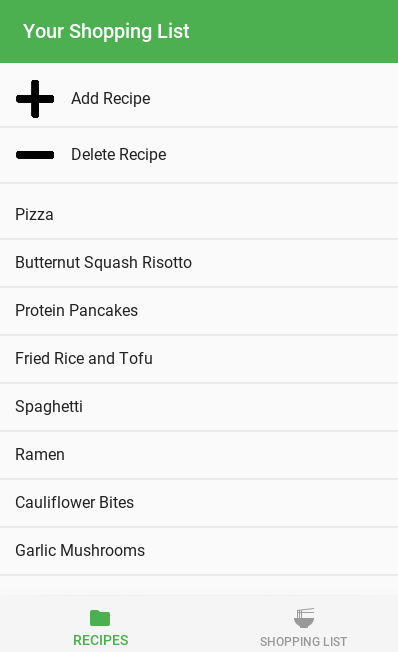 Your Shopping List
Add Recipe
Delete Recipe
Pizza
Butternut Squash Risotto
Protein Pancakes
Fried Rice and Tofu
Spaghetti
Ramen
Cauliflower Bites
Garlic Mushrooms
RECIPES
SHOPPING LIST